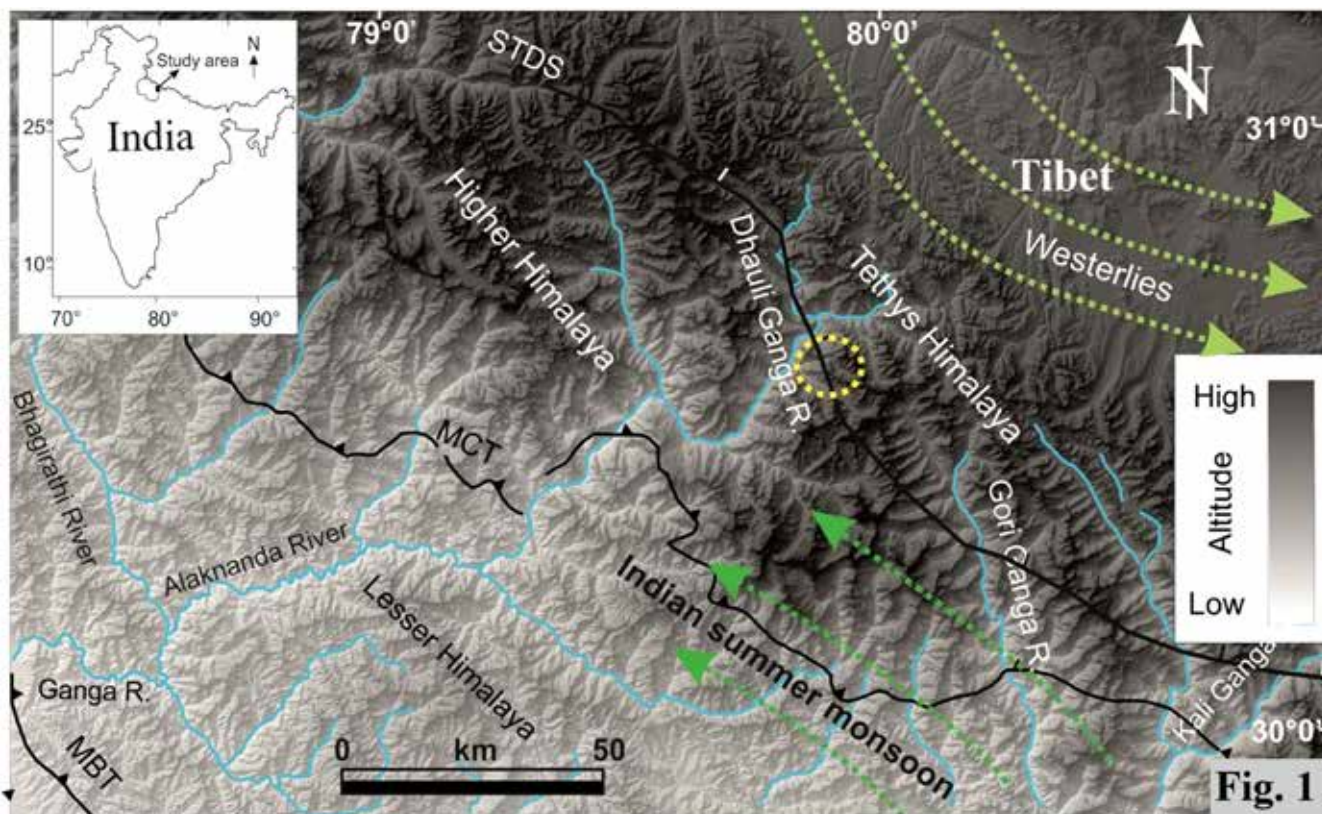 79°0’
80°0’
N
Study area
India
25°
10°
70°
80°
90°
STDS
N
31°0’
Tibet
Westerlies
Higher Himalaya
Dhauli Ganga R.
Tethys Himalaya
High
Altitude
Low
Bhagirathi River
MCT
Alaknanda River
Lesser HImalaya
Indian summer monsoon
Gori Ganga R.
Kali Ganga
Ganga R.
MBT
0 km 50
30°0’
Fig. 1